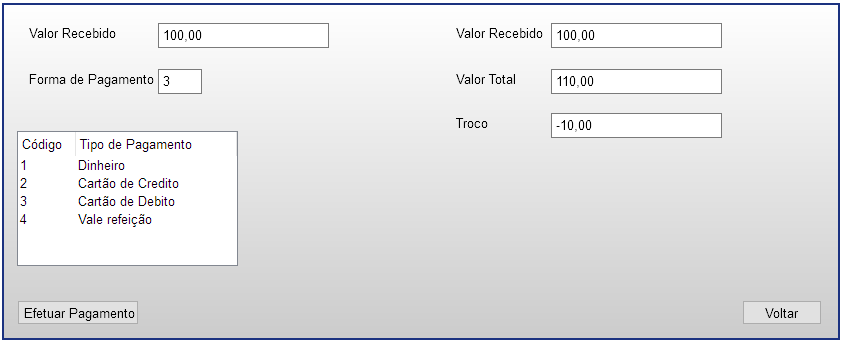 Valor Recebido 100,00
Valor Recebido 100,00
Forma de Pagamento 3
Valor Total 110,00
Troco -10,00
Código Tipo de Pagamento
1 Dinheiro
2 Cartão de Credito
3 Cartão de Debito
4 Vale refeição
Efetuar Pagamento
Voltar